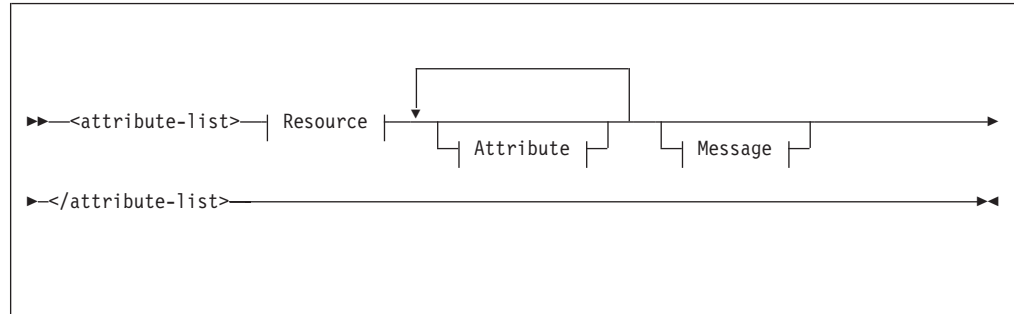 <attribute-list> Resource
Attribute Message
</attribute-list>